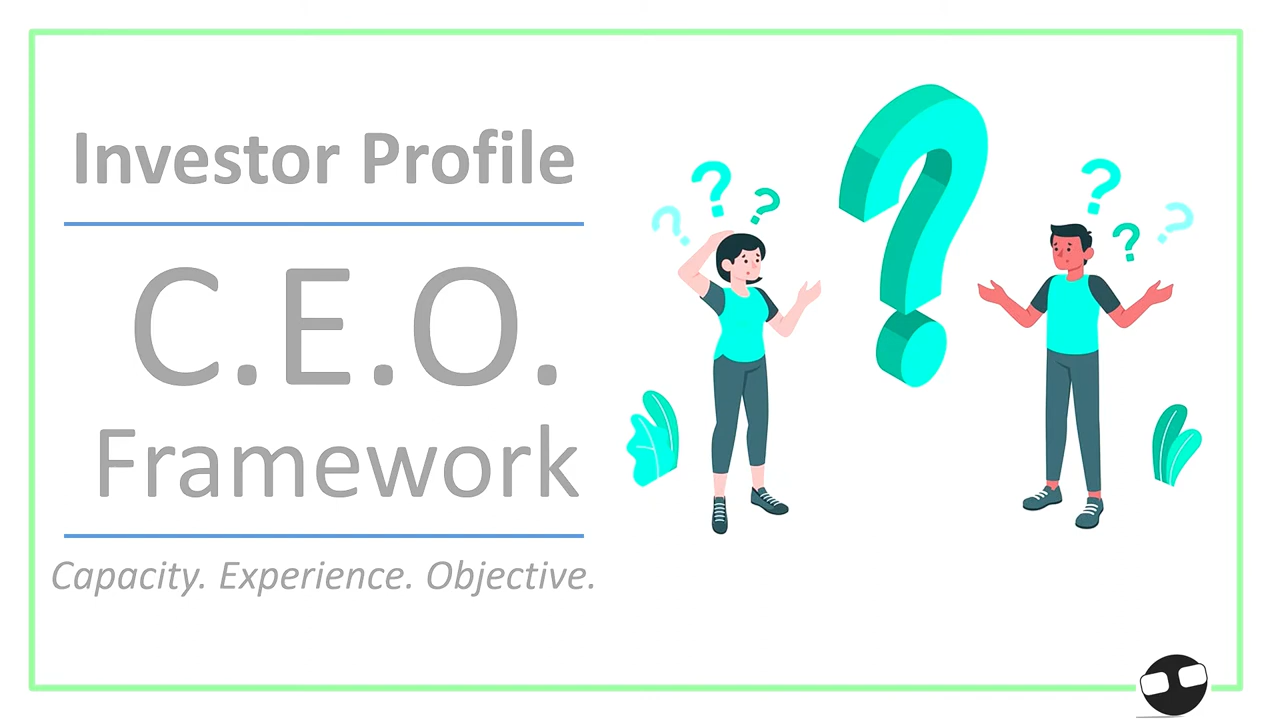 Investor Profile
C.E.O.
Framework
Capacity. Experience. Objective.